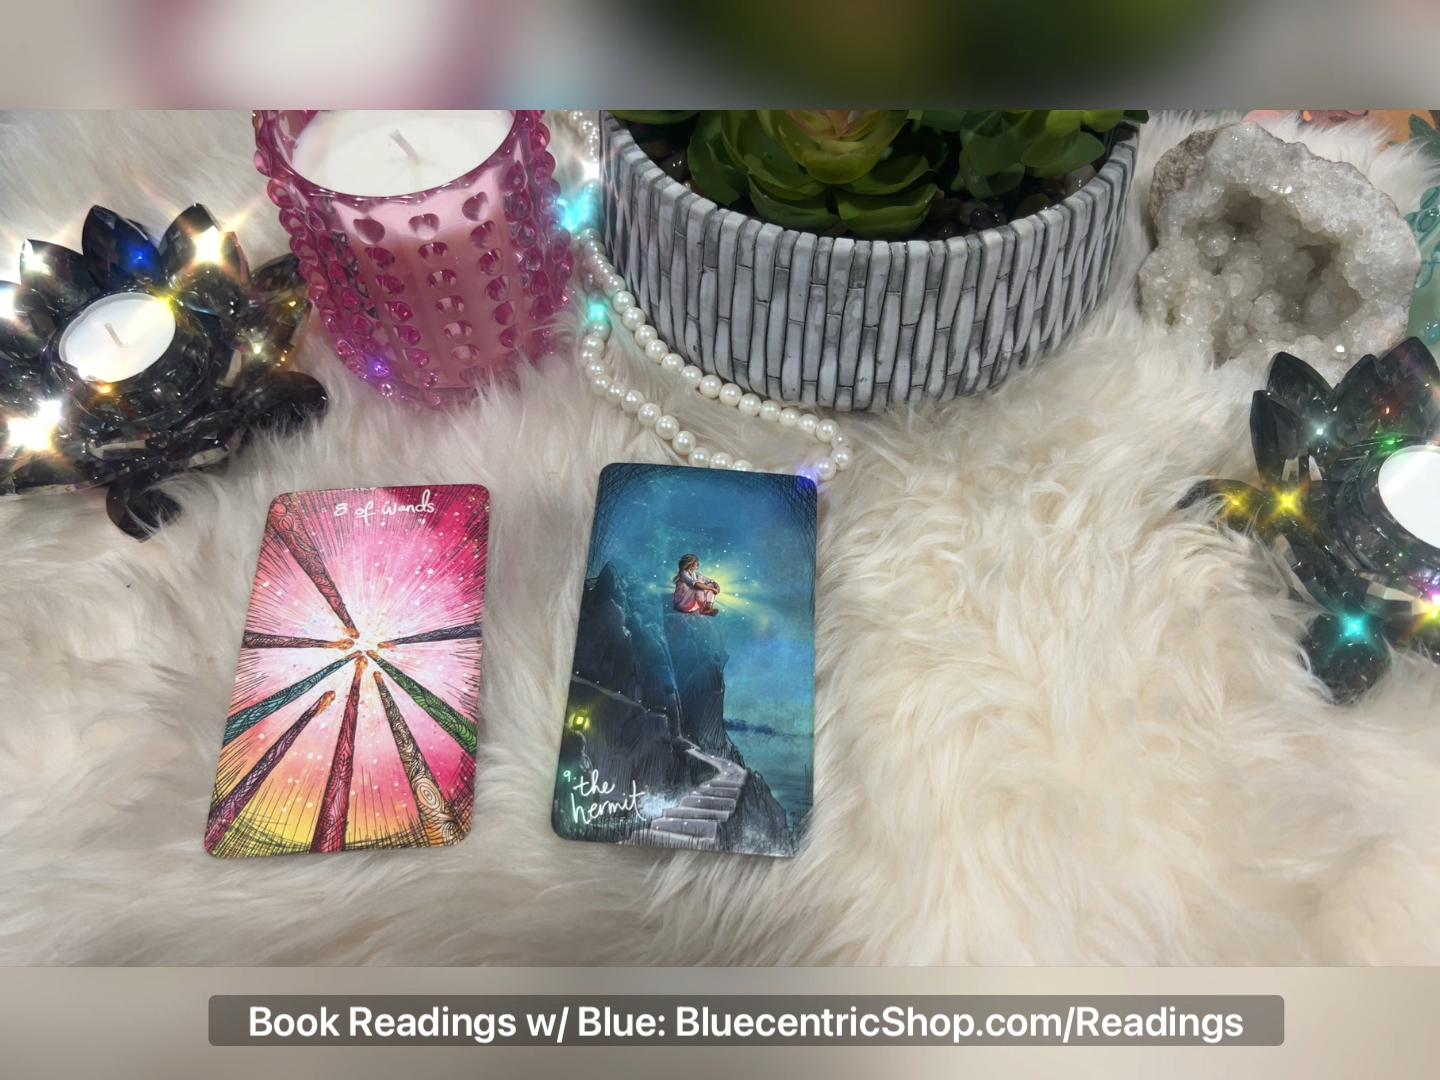 8 of wands
9.
the
hermit
Book Readings w/ Blue: BluecentricShop.com/Readings